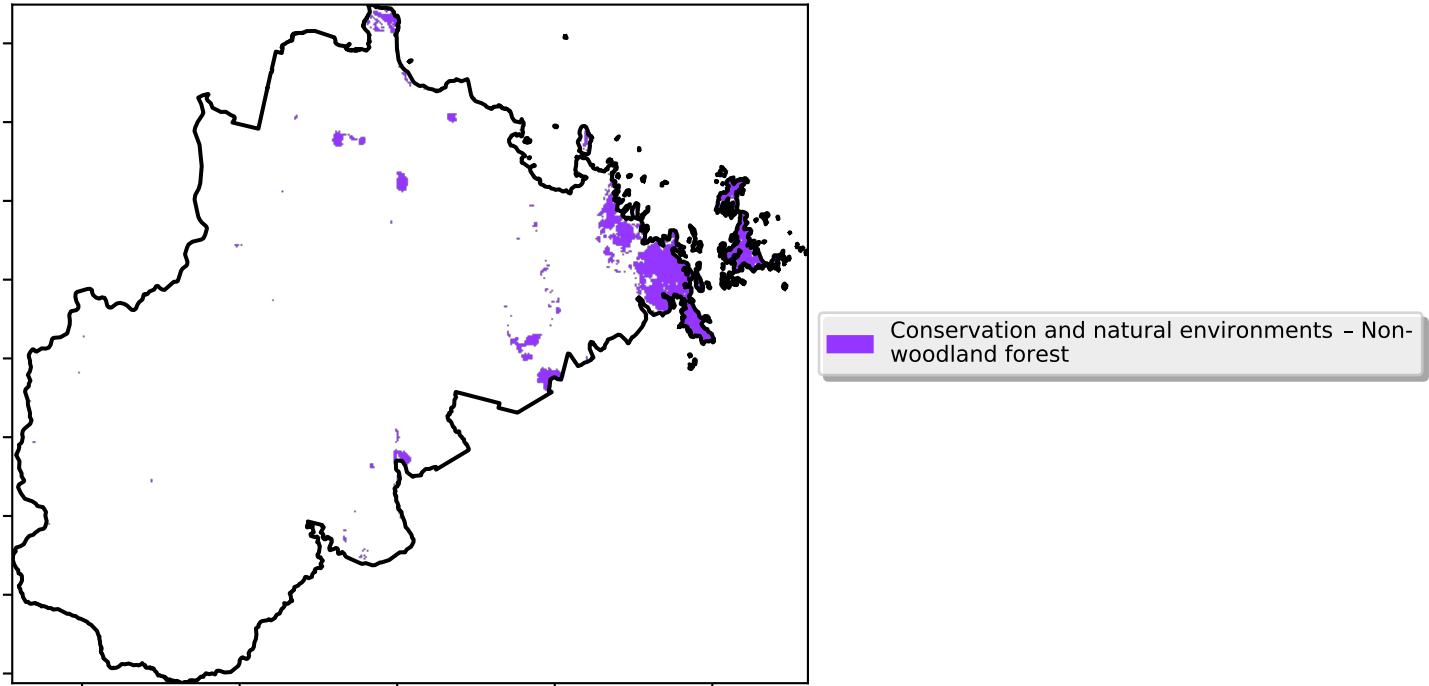 Conservation and natural environments – Non-
woodland forest